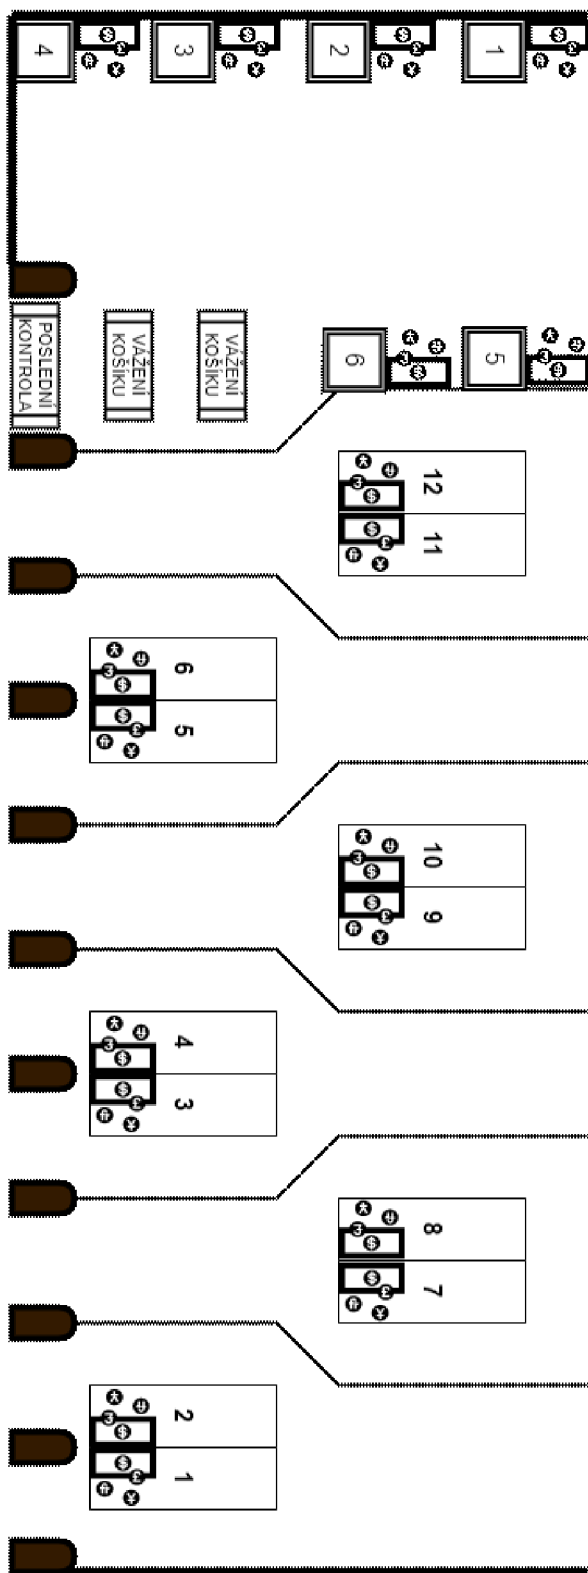 1
5
12 11 10 9 8 7
2
6
VÁŽENÍ
KOŠÍKU
3
6 5 4 3 2 1
VÁŽENÍ
KOŠÍKU
4
POSLEDNÍ
KONTROLA